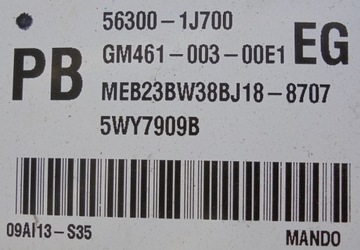 56300-1J700
PB GM461-003-00E1 EG
MEB23BW38BJ18-8707
5WY7909B
09AI13-S35 MANDO